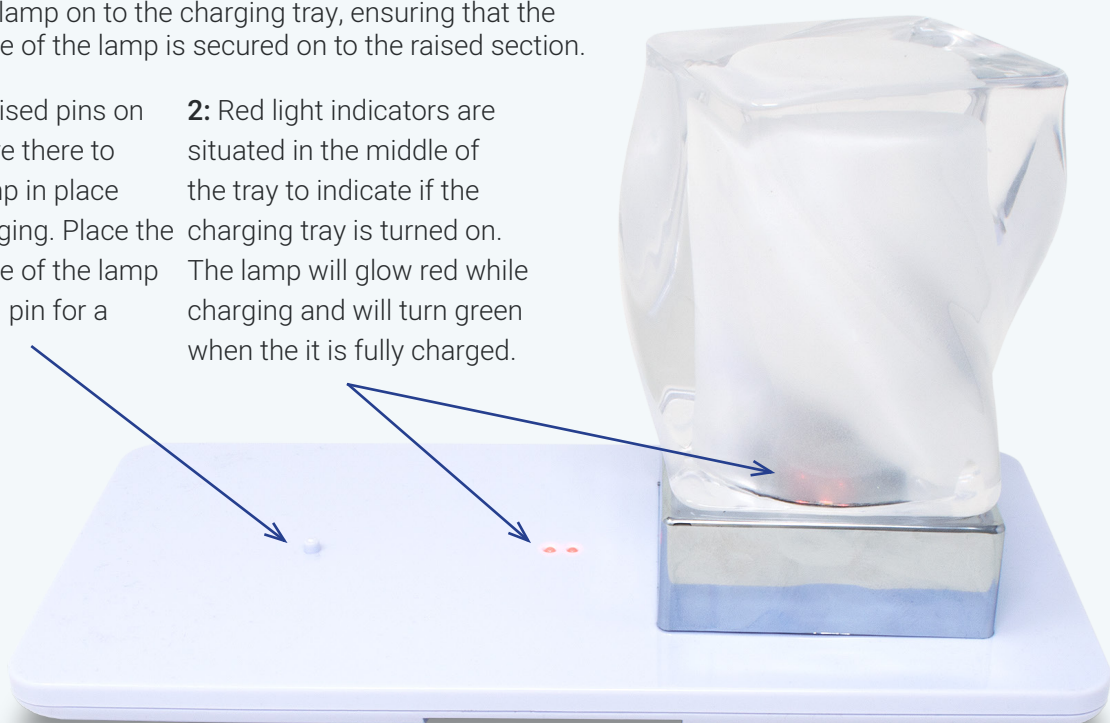 lamp on to the charging tray, ensuring that the
of the lamp is secured on to the raised section.
pins on
there to
in place
Place the
of the lamp
pin for a
2: Red light indicators are
situated in the middle of
the tray to indicate if the
charging tray is turned on.
The lamp will glow red while
charging and will turn green
when the it is fully charged.